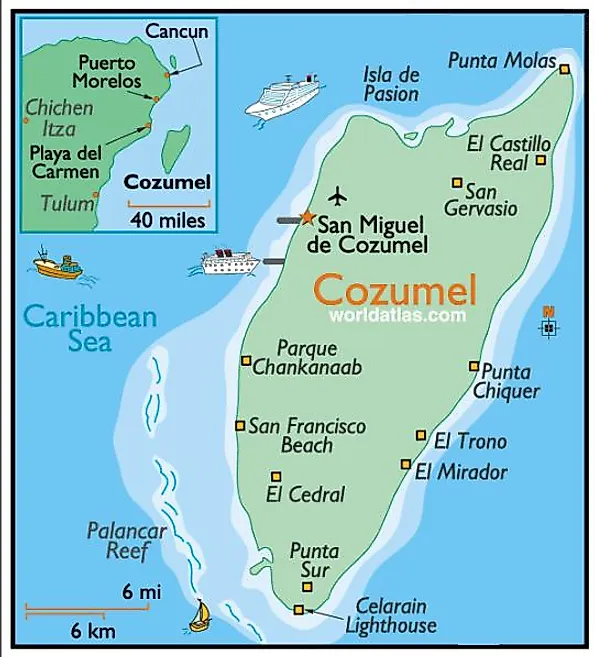 Cancun
Puerto
Morelos
Chichen
Itza
Playa del
Carmen
Cozumel
Tulum
40 miles
Isla de
Pasion
Punta Molas
El Castillo
Real
San
Gervasio
San Miguel
de Cozumel
Cozumel
worldatlas.com
Caribbean
Sea
N
Parque
Chankanaab
Punta
Chiquer
San Francisco
Beach
El Trono
El Mirador
El Cedral
Palancar
Reef
Punta
Sur
6 mi
6 km
Celarain
Lighthouse